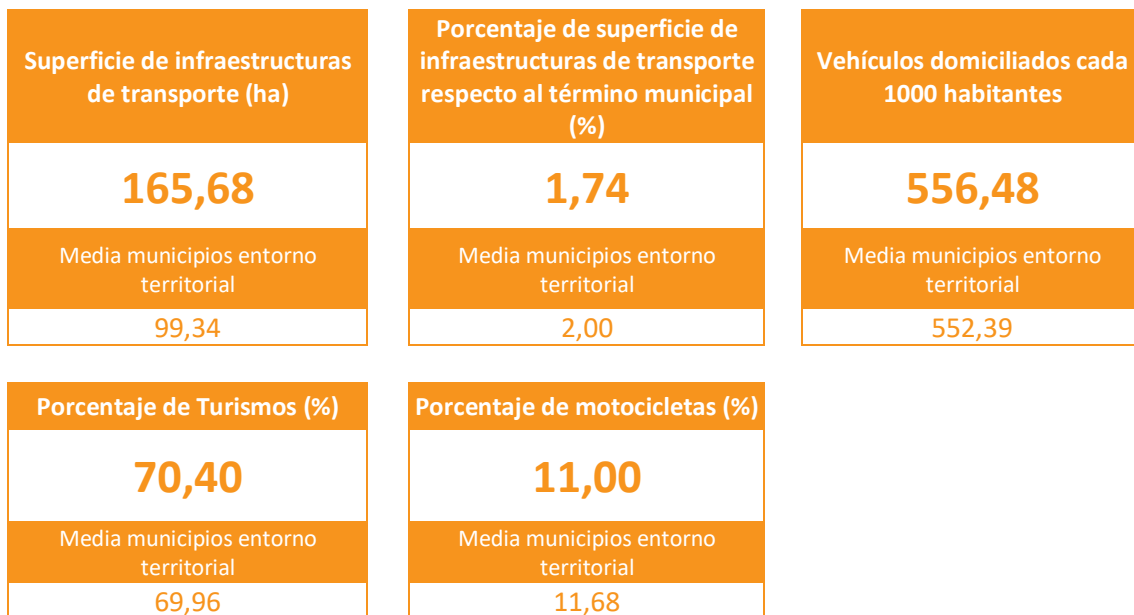 Superficie de infraestructuras
de transporte (ha)
165,68
Media municipios entorno
territorial
99,34
Porcentaje de superficie de
infraestructuras de transporte
respecto al término municipal
(%)
1,74
Media municipios entorno
territorial
2,00
Vehículos domiciliados cada
1000 habitantes
556,48
Media municipios entorno
territorial
552,39
Porcentaje de Turismos (%)
70,40
Media municipios entorno
territorial
69,96
Porcentaje de motocicletas (%)
11,00
Media municipios entorno
territorial
11,68